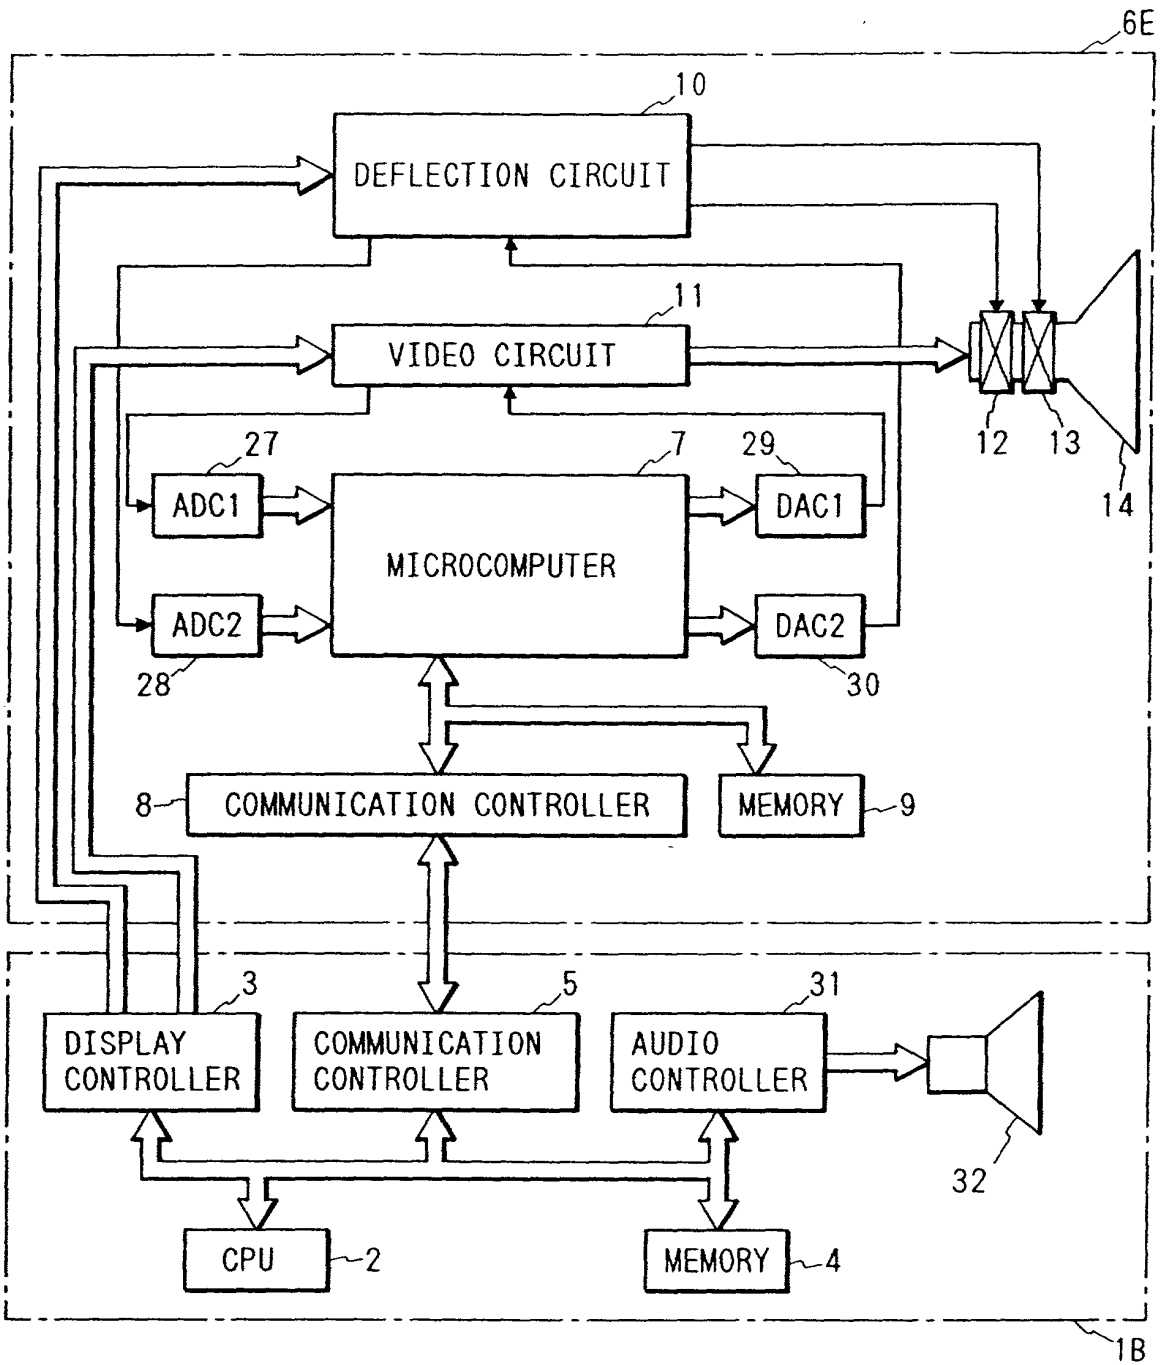 6E
10
DEFLECTION CIRCUIT
11
VIDEO CIRCUIT
12
13
14
27
7
29
ADC1
DAC1
MICROCOMPUTER
ADC2
DAC2
28
30
8
COMMUNICATION CONTROLLER
MEMORY
9
3
5
31
DISPLAY
CONTROLLER
COMMUNICATION
CONTROLLER
AUDIO
CONTROLLER
32
CPU
2
MEMORY
4
1B